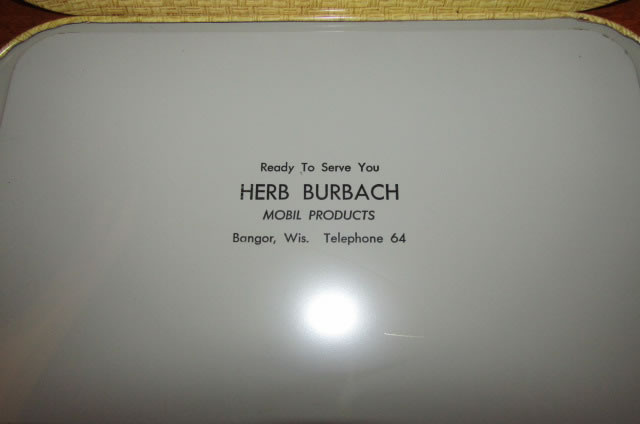 Ready To Serve You
HERB BURBACH
MOBIL PRODUCTS
Bangor, Wis. Telephone 64